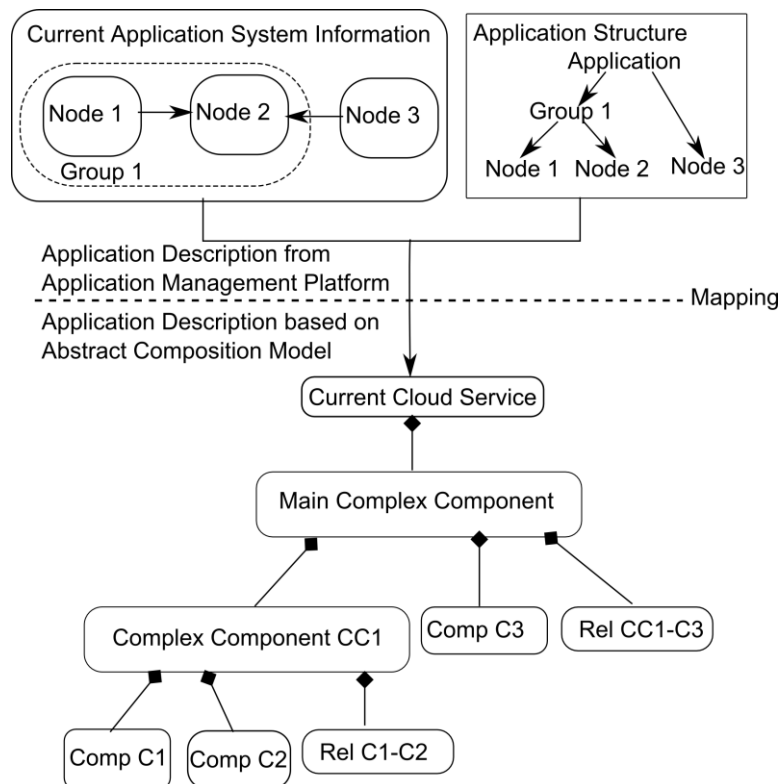 Current Application System Information
Node 1
Node 2
Node 3
Group 1
Application Structure
Application
Group 1
Node 1
Node 2
Node 3
Application Description from
Application Management Platform
Mapping
Application Description based on
Abstract Composition Model
Current Cloud Service
Main Complex Component
Complex Component CC1
Comp C3
Rel CC1-C3
Comp C1
Comp C2
Rel C1-C2